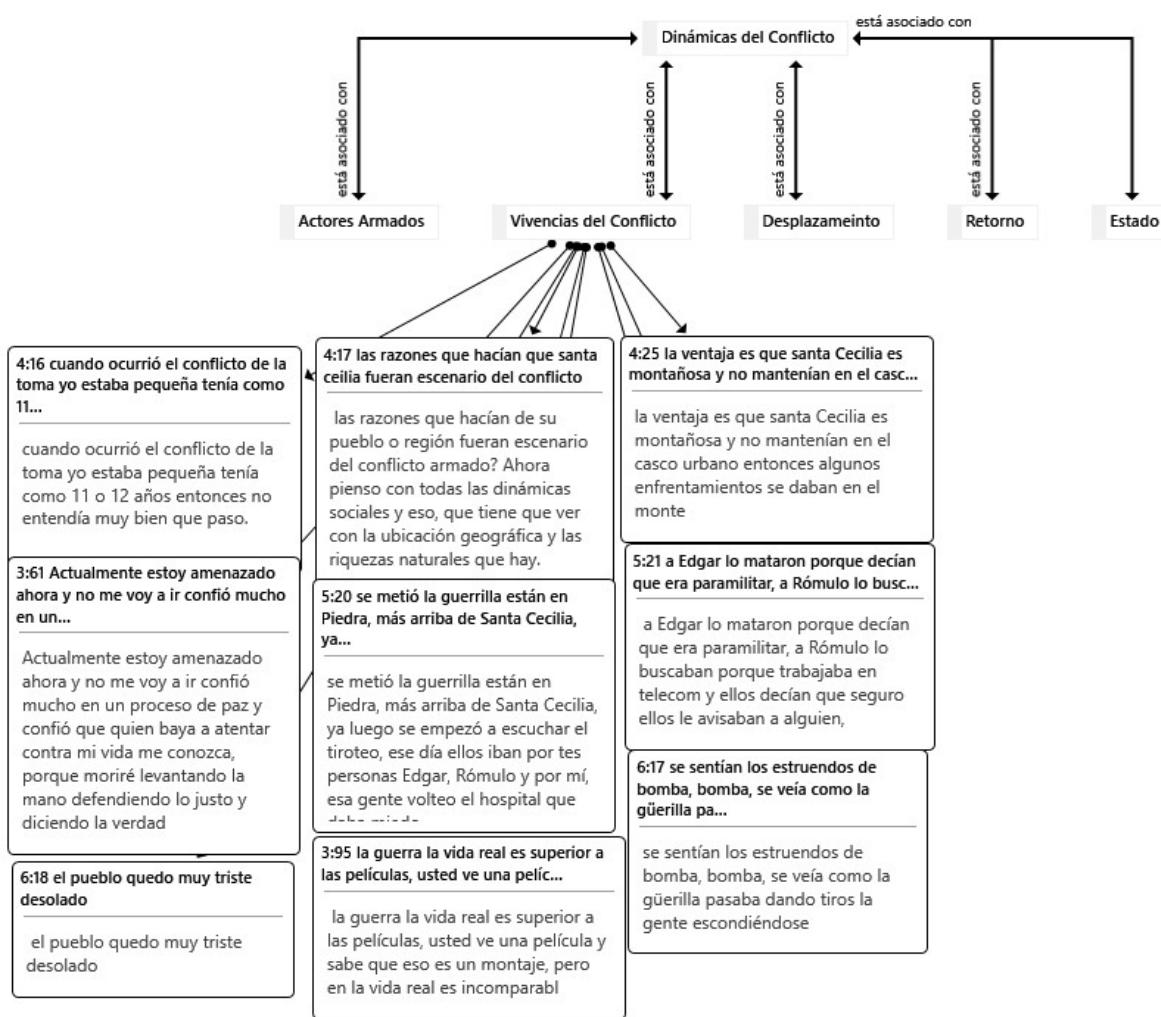 está asociado con
Dinámicas del Conflicto
está asociado con
está asociado con
está asociado con
está asociado con
Actores Armados
Vivencias del Conflicto
Desplazameinto
Retorno
Estado
4:16 cuando ocurrió el conflicto de la
toma yo estaba pequeña tenía como
11...
cuando ocurrió el conflicto de la
toma yo estaba pequeña tenía
como 11 o 12 años entonces no
entendía muy bien que paso.
3:61 Actualmente estoy amenazado
ahora y no me voy a ir confió mucho
en un...
Actualmente estoy amenazado
ahora y no me voy a ir confió
mucho en un proceso de paz y
confió que quien baya a atentar
contra mi vida me conozca,
porque moriré levantando la
mano defendiendo lo justo y
diciendo la verdad
6:18 el pueblo quedo muy triste
desolado
el pueblo quedo muy triste
desolado
4:17 las razones que hacían que santa
ceilia fueran escenario del conflicto
las razones que hacían de su
pueblo o región fueran escenario
del conflicto armado? Ahora
pienso con todas las dinámicas
sociales y eso, que tiene que ver
con la ubicación geográfica y las
riquezas naturales que hay.
5:20 se metió la guerrilla están en
Piedra, más arriba de Santa Cecilia,
ya...
se metió la guerrilla están en
Piedra, más arriba de Santa Cecilia,
ya luego se empezó a escuchar el
tiroteo, ese día ellos iban por tes
personas Edgar, Rómulo y por mí,
esa gente volteo el hospital que
3:95 la guerra la vida real es superior a
las películas, usted ve una pelíc...
la guerra la vida real es superior a
las películas, usted ve una película y
sabe que eso es un montaje, pero
en la vida real es incomparabl
4:25 la ventaja es que santa Cecilia es
montañosa y no mantenían en el casc...
la ventaja es que santa Cecilia es
montañosa y no mantenían en el
casco urbano entonces algunos
enfrentamientos se daban en el
monte
5:21 a Edgar lo mataron porque decían
que era paramilitar, a Rómulo lo busc...
a Edgar lo mataron porque decían
que era paramilitar, a Rómulo lo
buscaban porque trabajaba en
telecom y ellos decían que seguro
ellos le avisaban a alguien,
6:17 se sentían los estruendos de
bomba, bomba, se veía como la
güerilla pa...
se sentían los estruendos de
bomba, bomba, se veía como la
güerilla pasaba dando tiros la
gente escondiéndose